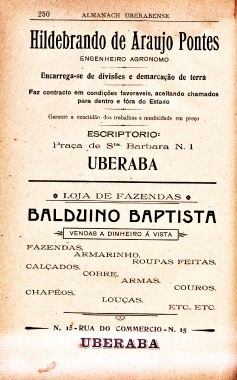 250 ALMANACH UBERABENSE
Hildebrando de Araujo Pontes
ENGENHEIRO AGRONOMO
Encarrega-se de divisões e demarcação de terra
Faz contracto em condições favoraveis, aceitando chamados
para dentro e fóra do Estado
Garante a exactidão dos trabalhos e modicidade em preço
ESCRIPTORIO:
Praça de Sta Barbara N. 1
UBERABA
LOJA DE FAZENDAS
BALDUINO BAPTISTA
VENDAS A DINHEIRO Á VISTA
FAZENDAS,
ARMARINHO,
ROUPAS FEITAS,
CALÇADOS,
COBRE,
ARMAS,
COUROS,
CHAPÉOS,
LOUÇAS,
ETC, ETC.
N. 15-RUA DO COMMERCIO-N. 15
UBERABA